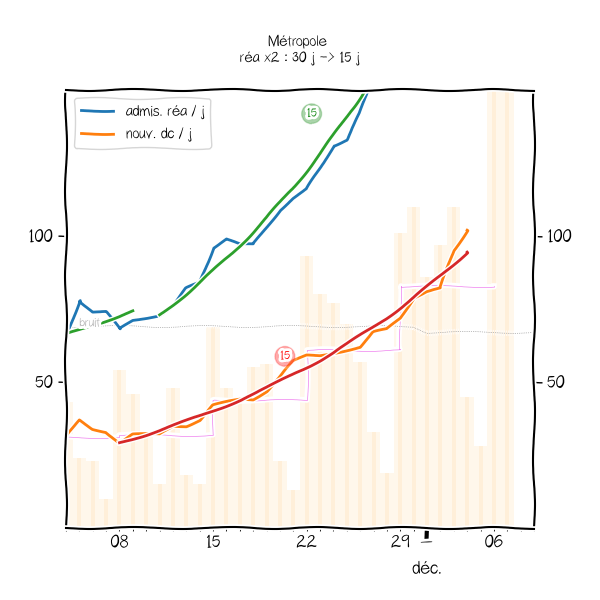 Métropole
réa x2 : 30 j -> 15 j
admis. réa / j
nouv. dc / j
15
100
100
bruit
15
50
50
08
15
22
29
06
déc.